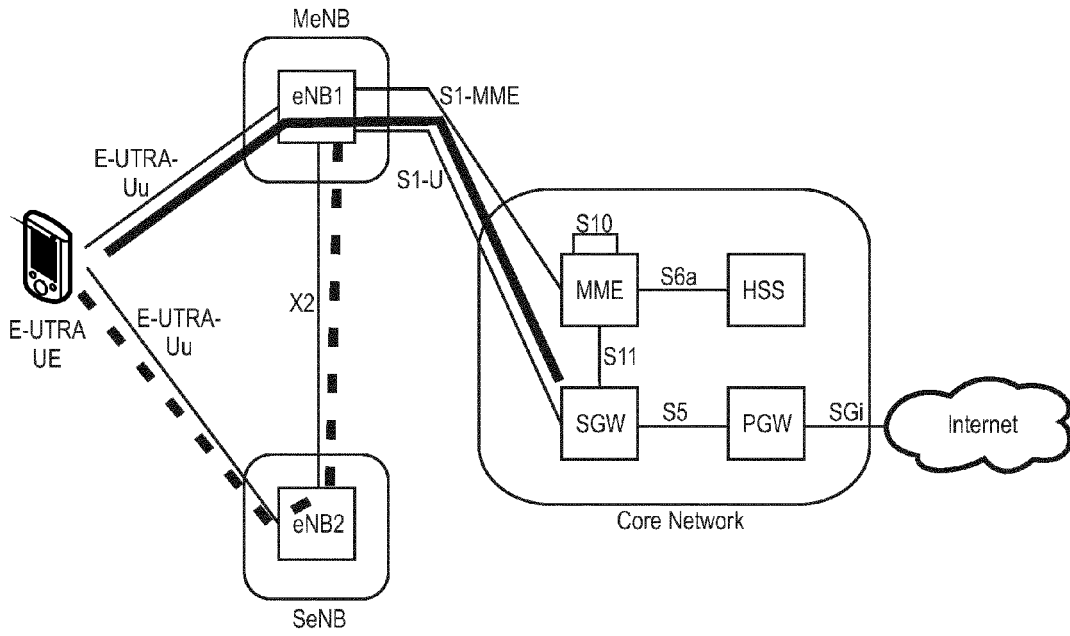 MeNB
eNB1
S1-MME
E-UTRA-
Uu
S1-U
S10
MME
S6a
HSS
X2
E-UTRA-
Uu
E-UTRA
UE
S11
SGW
S5
PGW
SGi
Internet
eNB2
Core Network
SeNB